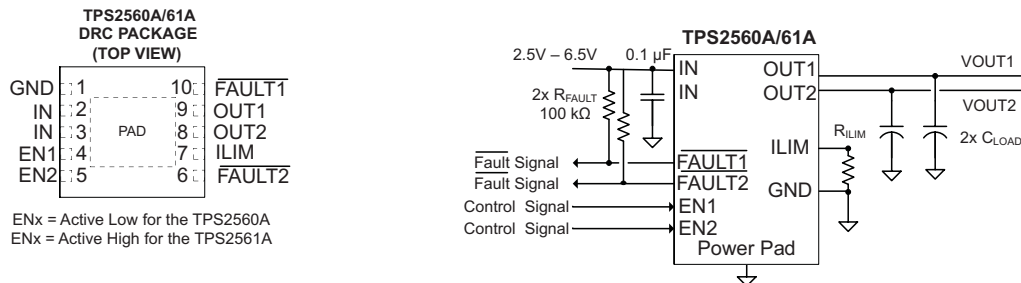 TPS2560A/61A
DRC PACKAGE
(TOP VIEW)
GND 1
IN 2
IN 3
EN1 4
EN2 5
PAD
10 FAULT1
9 OUT1
8 OUT2
7 ILIM
6 FAULT2
ENx = Active Low for the TPS2560A
ENx = Active High for the TPS2561A
TPS2560A/61A
2.5V – 6.5V
0.1 µF
2x RFAULT
100 kΩ
Fault Signal
Fault Signal
Control Signal
Control Signal
IN
IN
FAULT1
FAULT2
EN1
EN2
Power Pad
OUT1
OUT2
ILIM
GND
VOUT1
VOUT2
RILIM
2x CLOAD